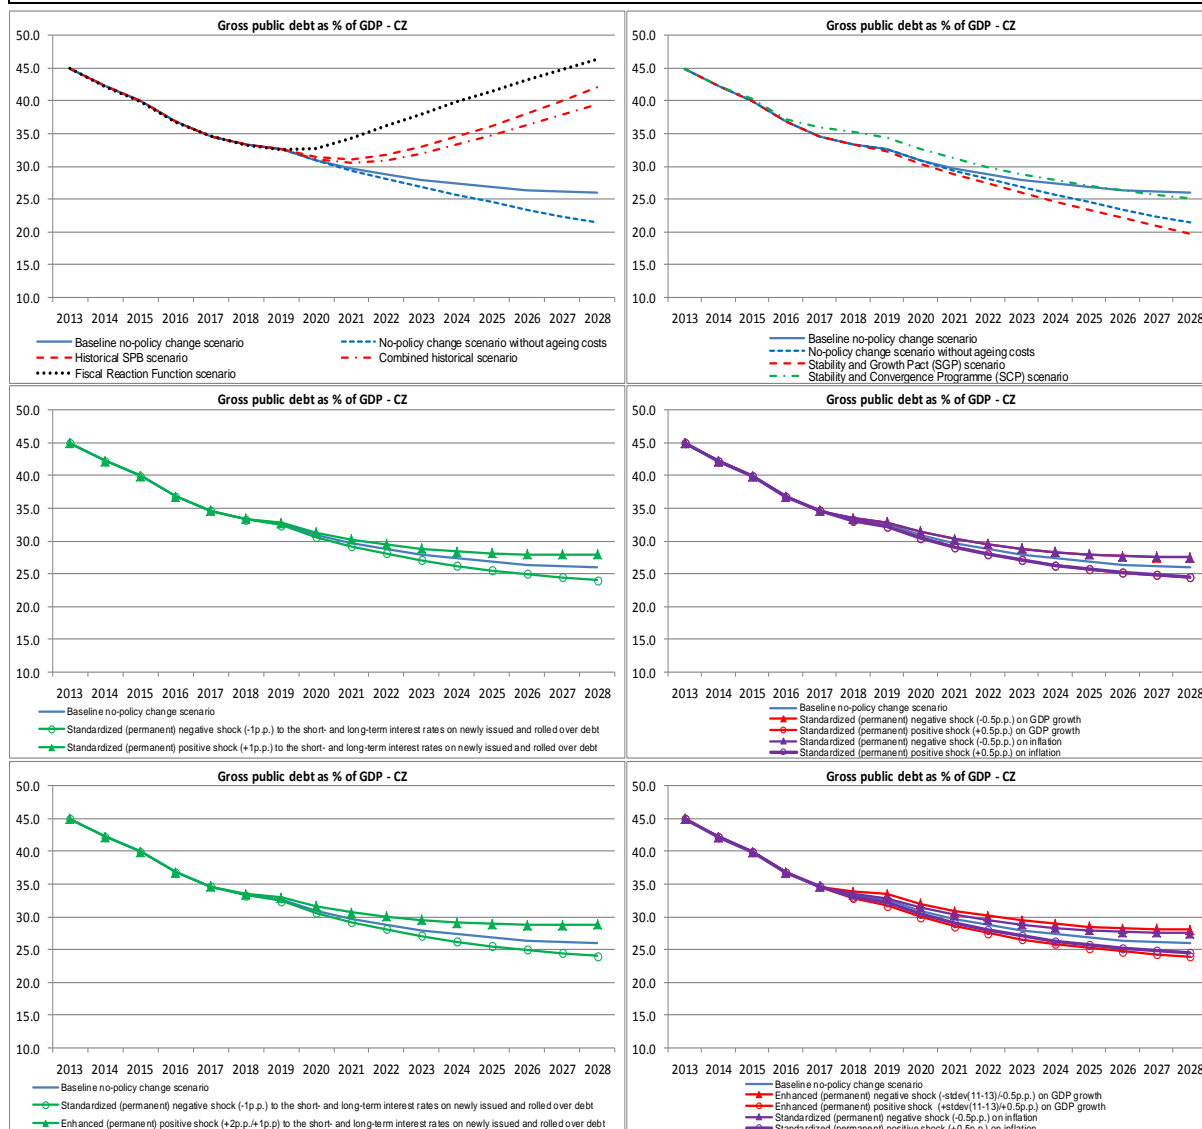 Gross public debt as % of GDP - CZ
50.0
45.0
40.0
35.0
30.0
25.0
20.0
15.0
10.0
2013 2014 2015 2016 2017 2018 2019 2020 2021 2022 2023 2024 2025 2026 2027 2028
Baseline no-policy change scenario
No-policy change scenario without ageing costs
Historical SPB scenario
Combined historical scenario
Fiscal Reaction Function scenario
Gross public debt as % of GDP - CZ
50.0
45.0
40.0
35.0
30.0
25.0
20.0
15.0
10.0
2013 2014 2015 2016 2017 2018 2019 2020 2021 2022 2023 2024 2025 2026 2027 2028
Baseline no-policy change scenario
No-policy change scenario without ageing costs
Stability and Growth Pact (SGP) scenario
Stability and Convergence Programme (SCP) scenario
Gross public debt as % of GDP - CZ
50.0
45.0
40.0
35.0
30.0
25.0
20.0
15.0
10.0
2013 2014 2015 2016 2017 2018 2019 2020 2021 2022 2023 2024 2025 2026 2027 2028
Baseline no-policy change scenario
Standardized (permanent) negative shock (-1p.p.) to the short- and long-term interest rates on newly issued and rolled over debt
Standardized (permanent) positive shock (+1p.p.) to the short- and long-term interest rates on newly issued and rolled over debt
Gross public debt as % of GDP - CZ
50.0
45.0
40.0
35.0
30.0
25.0
20.0
15.0
10.0
2013 2014 2015 2016 2017 2018 2019 2020 2021 2022 2023 2024 2025 2026 2027 2028
Baseline no-policy change scenario
Standardized (permanent) negative shock (-0.5p.p.) on GDP growth
Standardized (permanent) positive shock (+0.5p.p.) on GDP growth
Standardized (permanent) negative shock (-0.5p.p.) on inflation
Standardized (permanent) positive shock (+0.5p.p.) on inflation
Gross public debt as % of GDP - CZ
50.0
45.0
40.0
35.0
30.0
25.0
20.0
15.0
10.0
2013 2014 2015 2016 2017 2018 2019 2020 2021 2022 2023 2024 2025 2026 2027 2028
Baseline no-policy change scenario
Standardized (permanent) negative shock (-1p.p.) to the short- and long-term interest rates on newly issued and rolled over debt
Enhanced (permanent) positive shock (+2p.p./+1p.p) to the short- and long-term interest rates on newly issued and rolled over debt
Gross public debt as % of GDP - CZ
50.0
45.0
40.0
35.0
30.0
25.0
20.0
15.0
10.0
2013 2014 2015 2016 2017 2018 2019 2020 2021 2022 2023 2024 2025 2026 2027 2028
Baseline no-policy change scenario
Enhanced (permanent) negative shock (-stdev(11-13)/-0.5p.p.) on GDP growth
Enhanced (permanent) positive shock (+stdev(11-13)/+0.5p.p.) on GDP growth
Standardized (permanent) negative shock (-0.5p.p.) on inflation
Standardized (permanent) positive shock (+0.5p.p.) on inflation